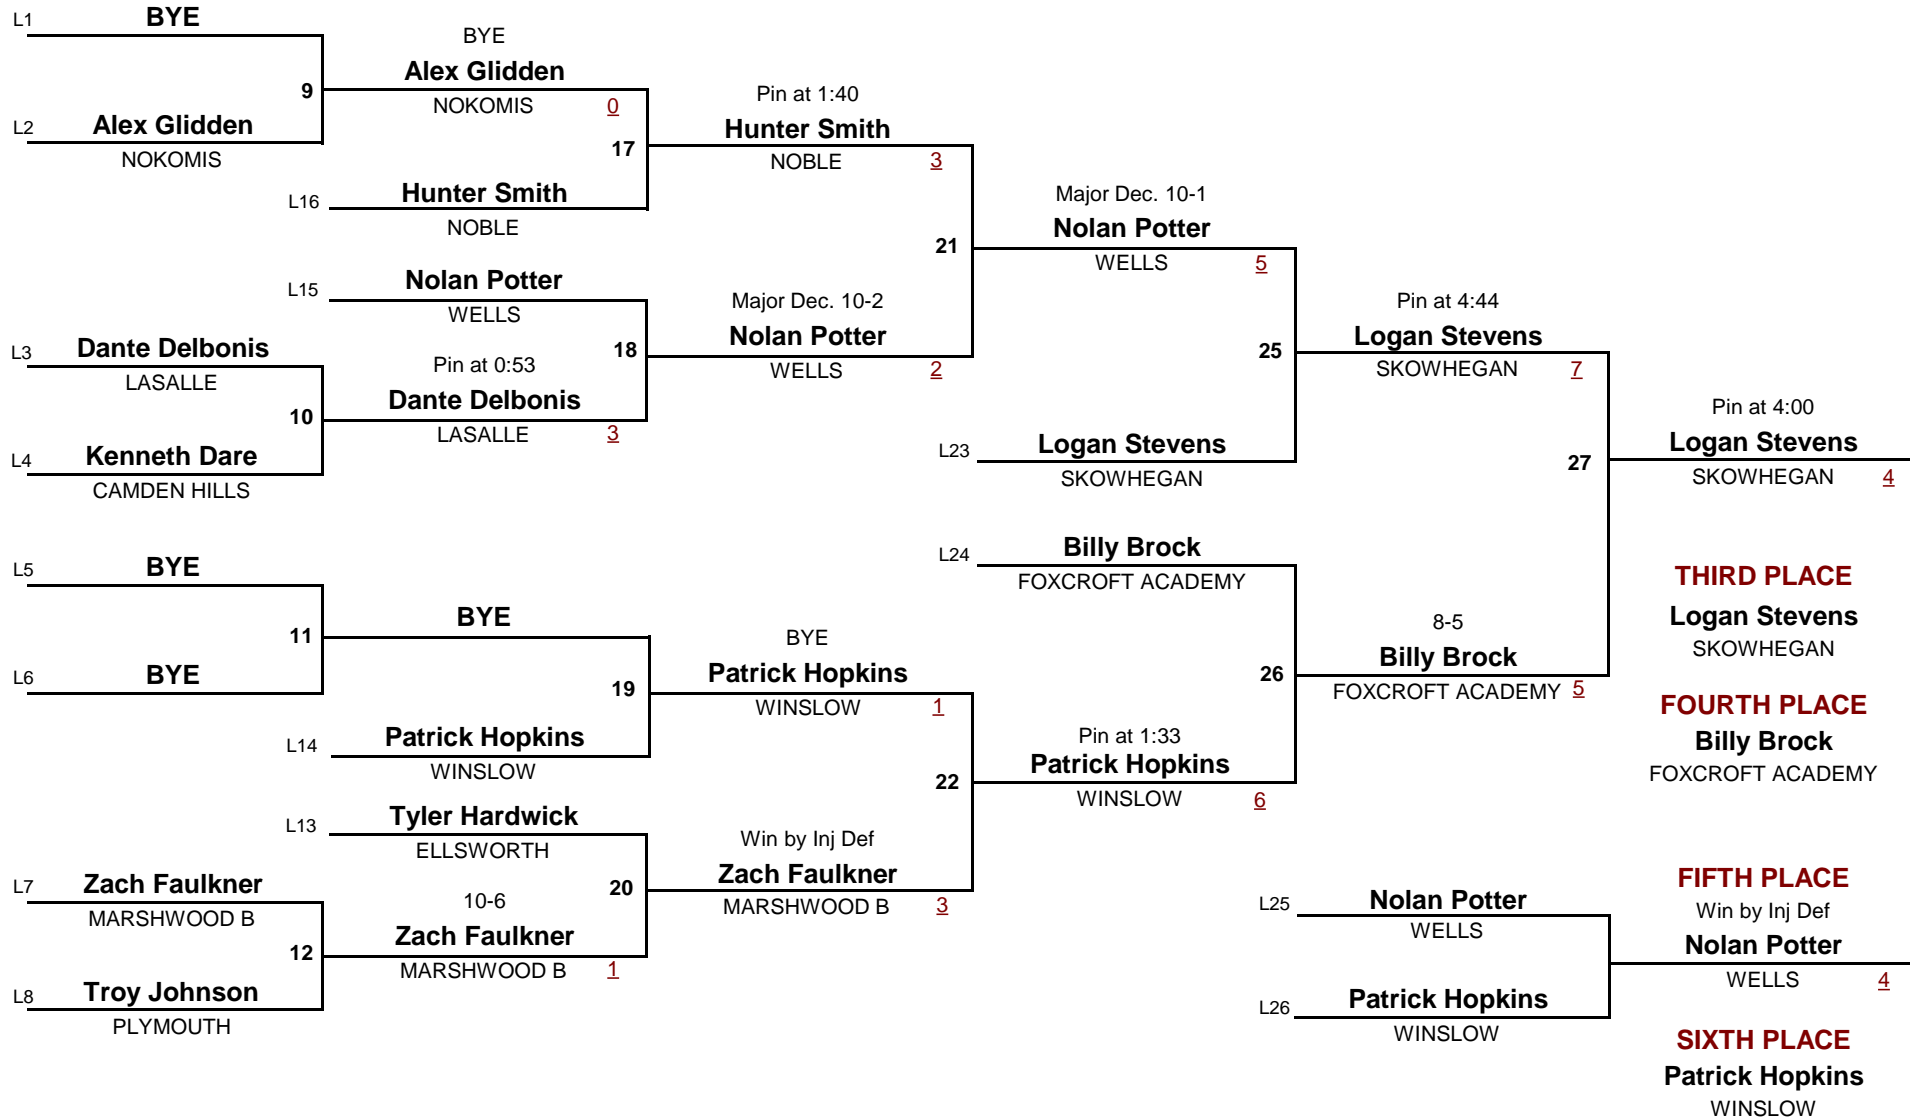 L1 BYE
BYE
9
Alex Glidden
NOKOMIS 0
L2 Alex Glidden
NOKOMIS
17
Pin at 1:40
Hunter Smith
NOBLE 3
L16 Hunter Smith
NOBLE
21
Major Dec. 10-1
Nolan Potter
WELLS 5
L15 Nolan Potter
WELLS
18
Major Dec. 10-2
Nolan Potter
WELLS 2
L3 Dante Delbonis
LASALLE
10
Pin at 0:53
Dante Delbonis
LASALLE 3
L4 Kenneth Dare
CAMDEN HILLS
25
Pin at 4:44
Logan Stevens
SKOWHEGAN 7
L23 Logan Stevens
SKOWHEGAN
27
Pin at 4:00
Logan Stevens
SKOWHEGAN 4
L24 Billy Brock
FOXCROFT ACADEMY
L5 BYE
11
BYE
L6 BYE
19
BYE
Patrick Hopkins
WINSLOW 1
L14 Patrick Hopkins
WINSLOW
26
8-5
Billy Brock
FOXCROFT ACADEMY 5
22
Pin at 1:33
Patrick Hopkins
WINSLOW 6
L13 Tyler Hardwick
ELLSWORTH
20
Win by Inj Def
Zach Faulkner
MARSHWOOD B 3
L7 Zach Faulkner
MARSHWOOD B
12
10-6
Zach Faulkner
MARSHWOOD B 1
L8 Troy Johnson
PLYMOUTH
THIRD PLACE
Logan Stevens
SKOWHEGAN
FOURTH PLACE
Billy Brock
FOXCROFT ACADEMY
L25 Nolan Potter
WELLS
L26 Patrick Hopkins
WINSLOW
FIFTH PLACE
Win by Inj Def
Nolan Potter
WELLS 4
SIXTH PLACE
Patrick Hopkins
WINSLOW